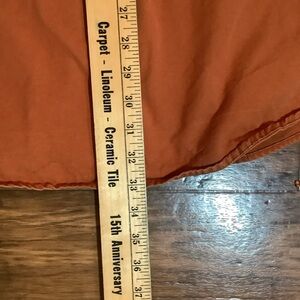 Carpet - Linoleum - Ceramic Tile 15th Anniversary
27 28 29 30 31 32 33 34 35 36 37